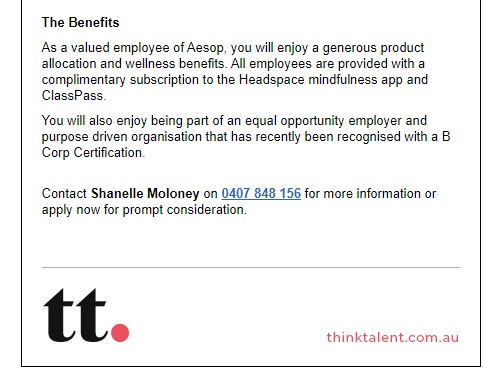 The Benefits
As a valued employee of Aesop, you will enjoy a generous product
allocation and wellness benefits. All employees are provided with a
complimentary subscription to the Headspace mindfulness app and
ClassPass.
You will also enjoy being part of an equal opportunity employer and
purpose driven organisation that has recently been recognised with a B
Corp Certification.
Contact Shanelle Moloney on 0407 848 156 for more information or
apply now for prompt consideration.
tt.
thinktalent.com.au